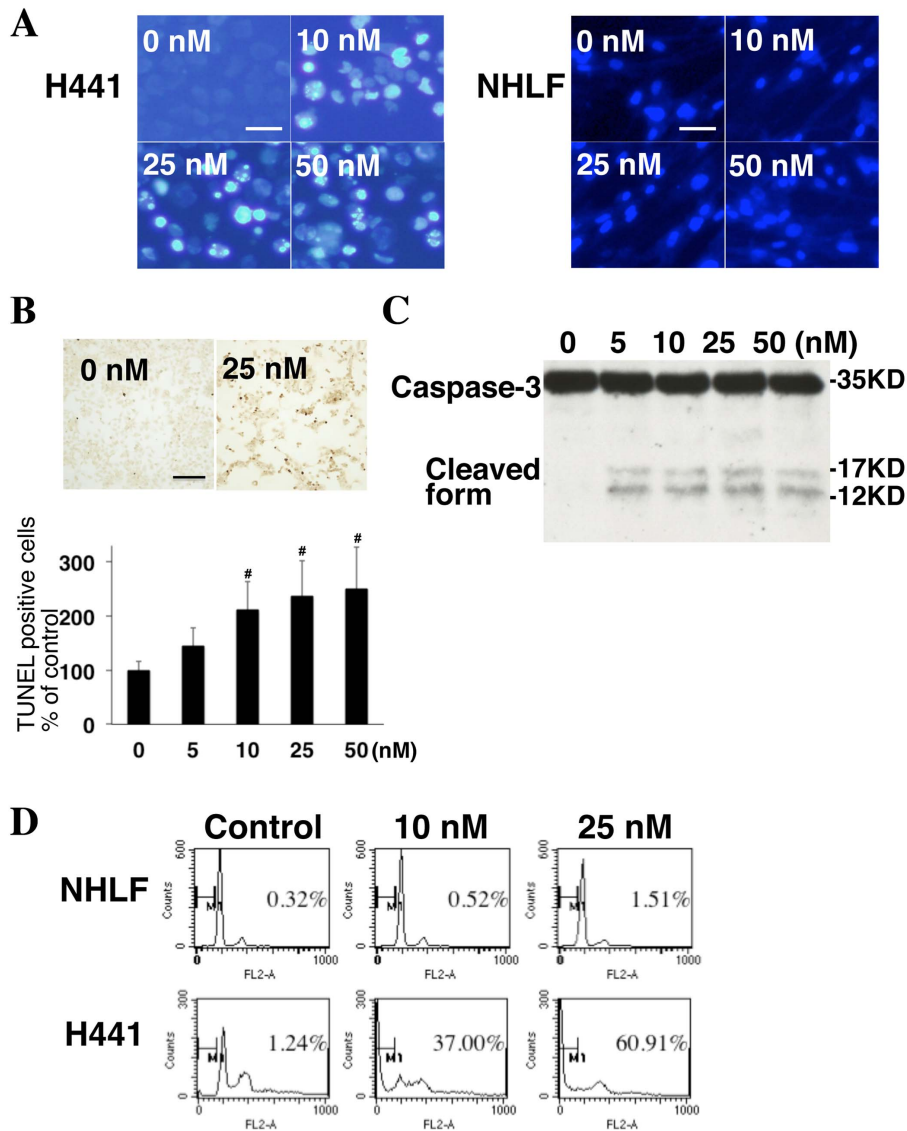 A
H441
0 nM
10 nM
25 nM
50 nM
NHLF
0 nM
10 nM
25 nM
50 nM
B
0 nM
25 nM
TUNEL positive cells
% of control
300
200
100
0
# # #
0 5 10 25 50 (nM)
C
0 5 10 25 50 (nM)
Caspase-3
-35KD
Cleaved
form
-17KD
-12KD
D
Control 10 nM 25 nM
NHLF
Counts
600
0
M1
0.32%
0 1000
FL2-A
Counts
600
0
M1
0.52%
0 1000
FL2-A
Counts
600
0
M1
1.51%
0 1000
FL2-A
H441
Counts
300
0
M1
1.24%
0 1000
FL2-A
Counts
300
0
M1
37.00%
0 1000
FL2-A
Counts
300
0
M1
60.91%
0 1000
FL2-A